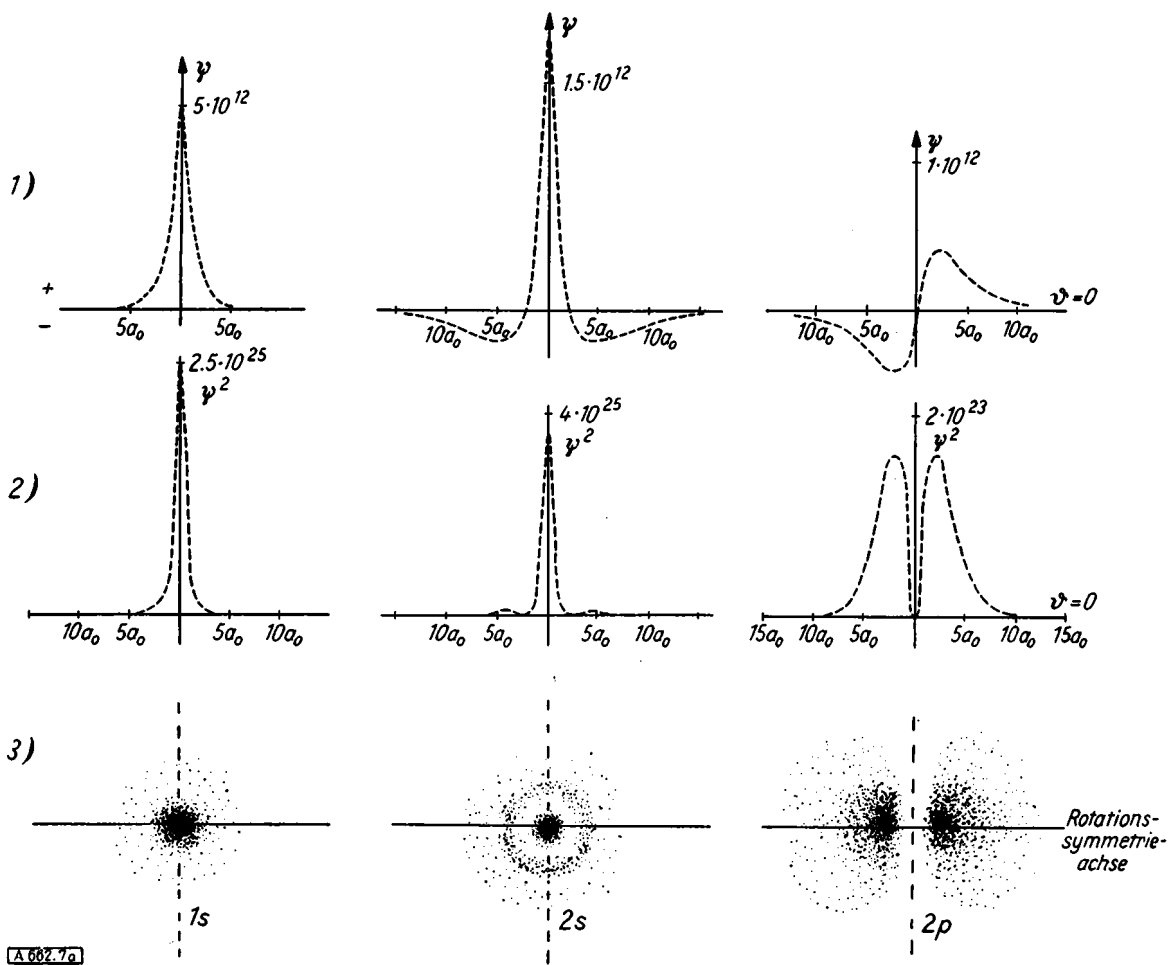 1)
ψ
5·10¹²
+
−
5a₀ 5a₀
ψ
1.5·10¹²
10a₀ 5a₀ 5a₀ 10a₀
ψ
1·10¹²
ϑ=0
10a₀ 5a₀ 10a₀
2)
2.5·10²⁵
ψ²
10a₀ 5a₀ 5a₀ 10a₀
4·10²⁵
ψ²
10a₀ 5a₀ 5a₀ 10a₀
2·10²³
ψ²
ϑ=0
15a₀ 10a₀ 5a₀ 5a₀ 10a₀ 15a₀
3)
1s
2s
2p
Rotations-
symmetrie-
achse
A 662.7a